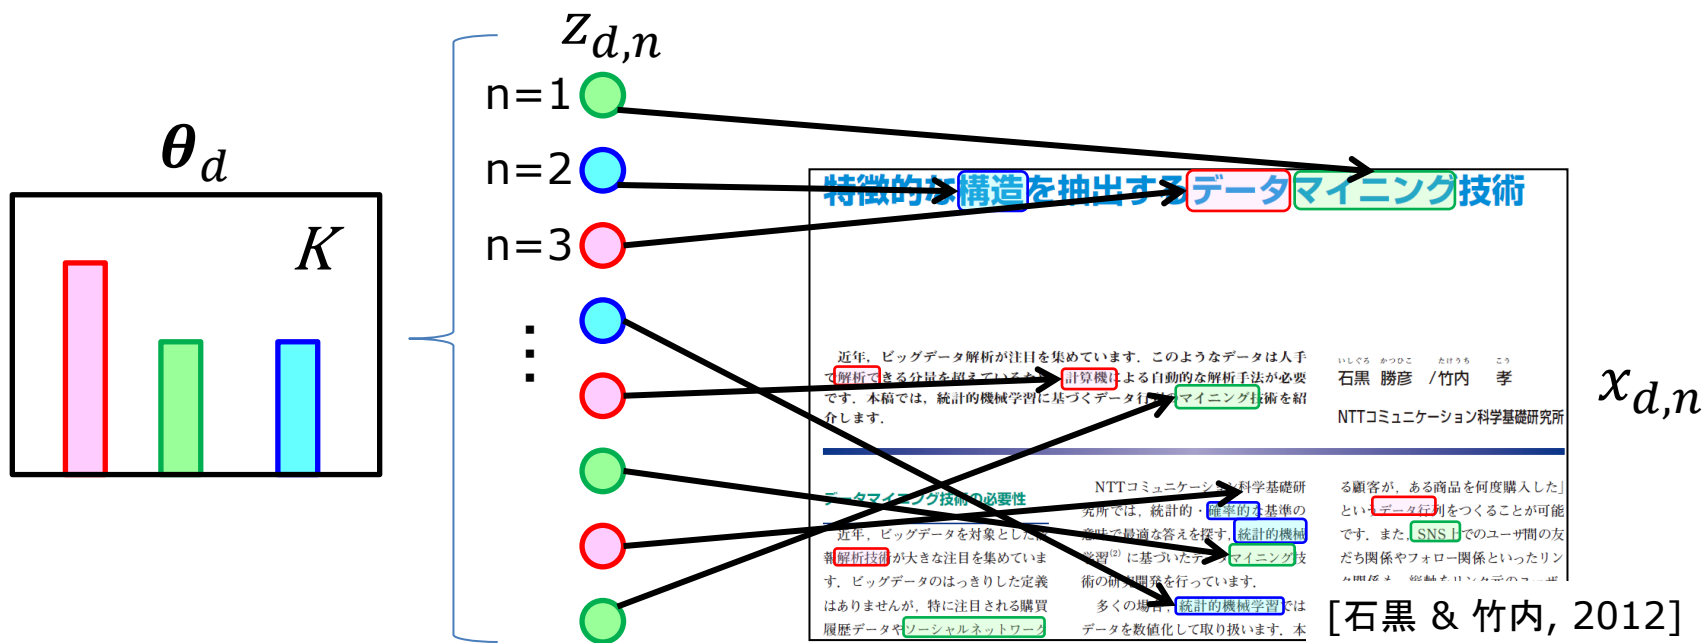 z_{d,n}
n=1
n=2
n=3
⋮
θ_d
K
特徴的な構造を抽出するデータマイニング技術
近年，ビッグデータ解析が注目を集めています．このようなデータは人手
で解析できる分量を超えているた 計算機による自動的な解析手法が必要
です．本稿では，統計的機械学習に基づくデータ行 マイニング技術を紹
介します．
いしぐろ かつひこ たけうち こう
石黒 勝彦 /竹内 孝
NTTコミュニケーション科学基礎研究所
x_{d,n}
データマイニング技術の必要性
近年，ビッグデータを対象とした
報解析技術が大きな注目を集めていま
す．ビッグデータのはっきりした定義
はありませんが，特に注目される購買
履歴データやソーシャルネットワーク
NTTコミュニケーション科学基礎研
究所では，統計的・確率的な基準の
意味で最適な答えを探す，統計的機械
学習(2) に基づいたデータマイニング技
術の研究開発を行っています．
多くの場合，統計的機械学習では
データを数値化して取り扱います．本
る顧客が，ある商品を何度購入した」
というデータ行列をつくることが可能
です．また，SNS上でのユーザ間の友
だち関係やフォロー関係といったリン
[石黒 & 竹内, 2012]